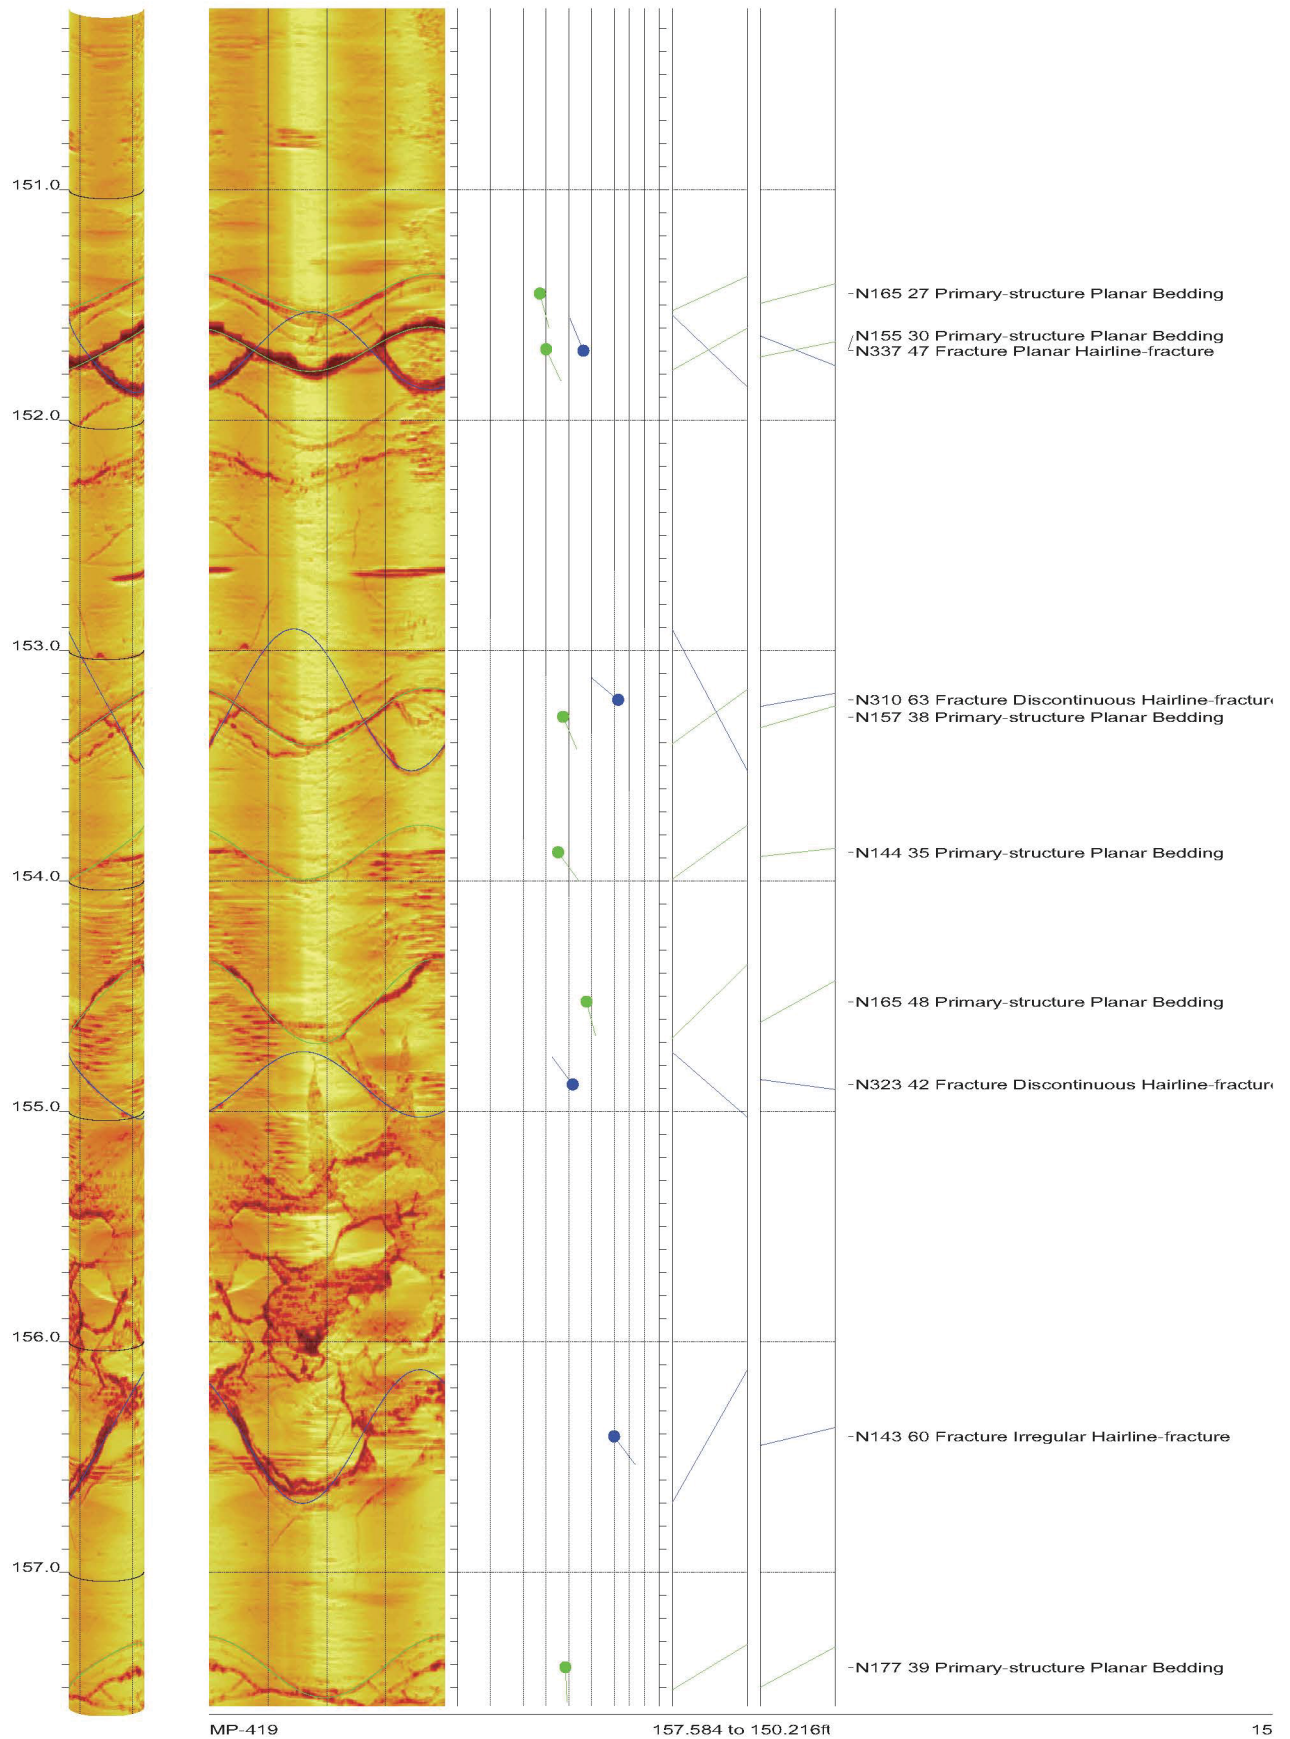 151.0
-N165 27 Primary-structure Planar Bedding
-N155 30 Primary-structure Planar Bedding
-N337 47 Fracture Planar Hairline-fracture
152.0
153.0
-N310 63 Fracture Discontinuous Hairline-fracture
-N157 38 Primary-structure Planar Bedding
-N144 35 Primary-structure Planar Bedding
154.0
-N165 48 Primary-structure Planar Bedding
-N323 42 Fracture Discontinuous Hairline-fracture
155.0
156.0
-N143 60 Fracture Irregular Hairline-fracture
157.0
-N177 39 Primary-structure Planar Bedding
MP-419 157.584 to 150.216ft 15